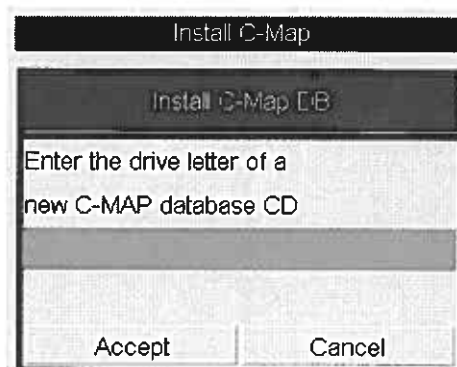 Install C-Map
Install C-Map DB
Enter the drive letter of a
new C-MAP database CD
Accept
Cancel